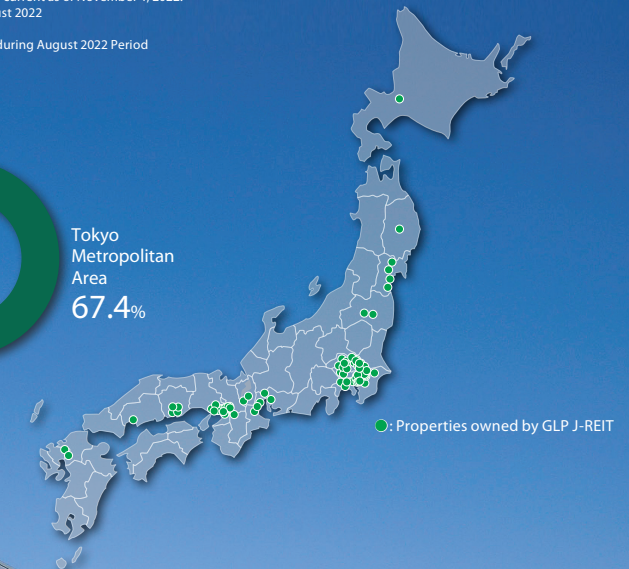 ust 2022
during August 2022 Period
Tokyo
Metropolitan
Area
67.4%
: Properties owned by GLP J-REIT